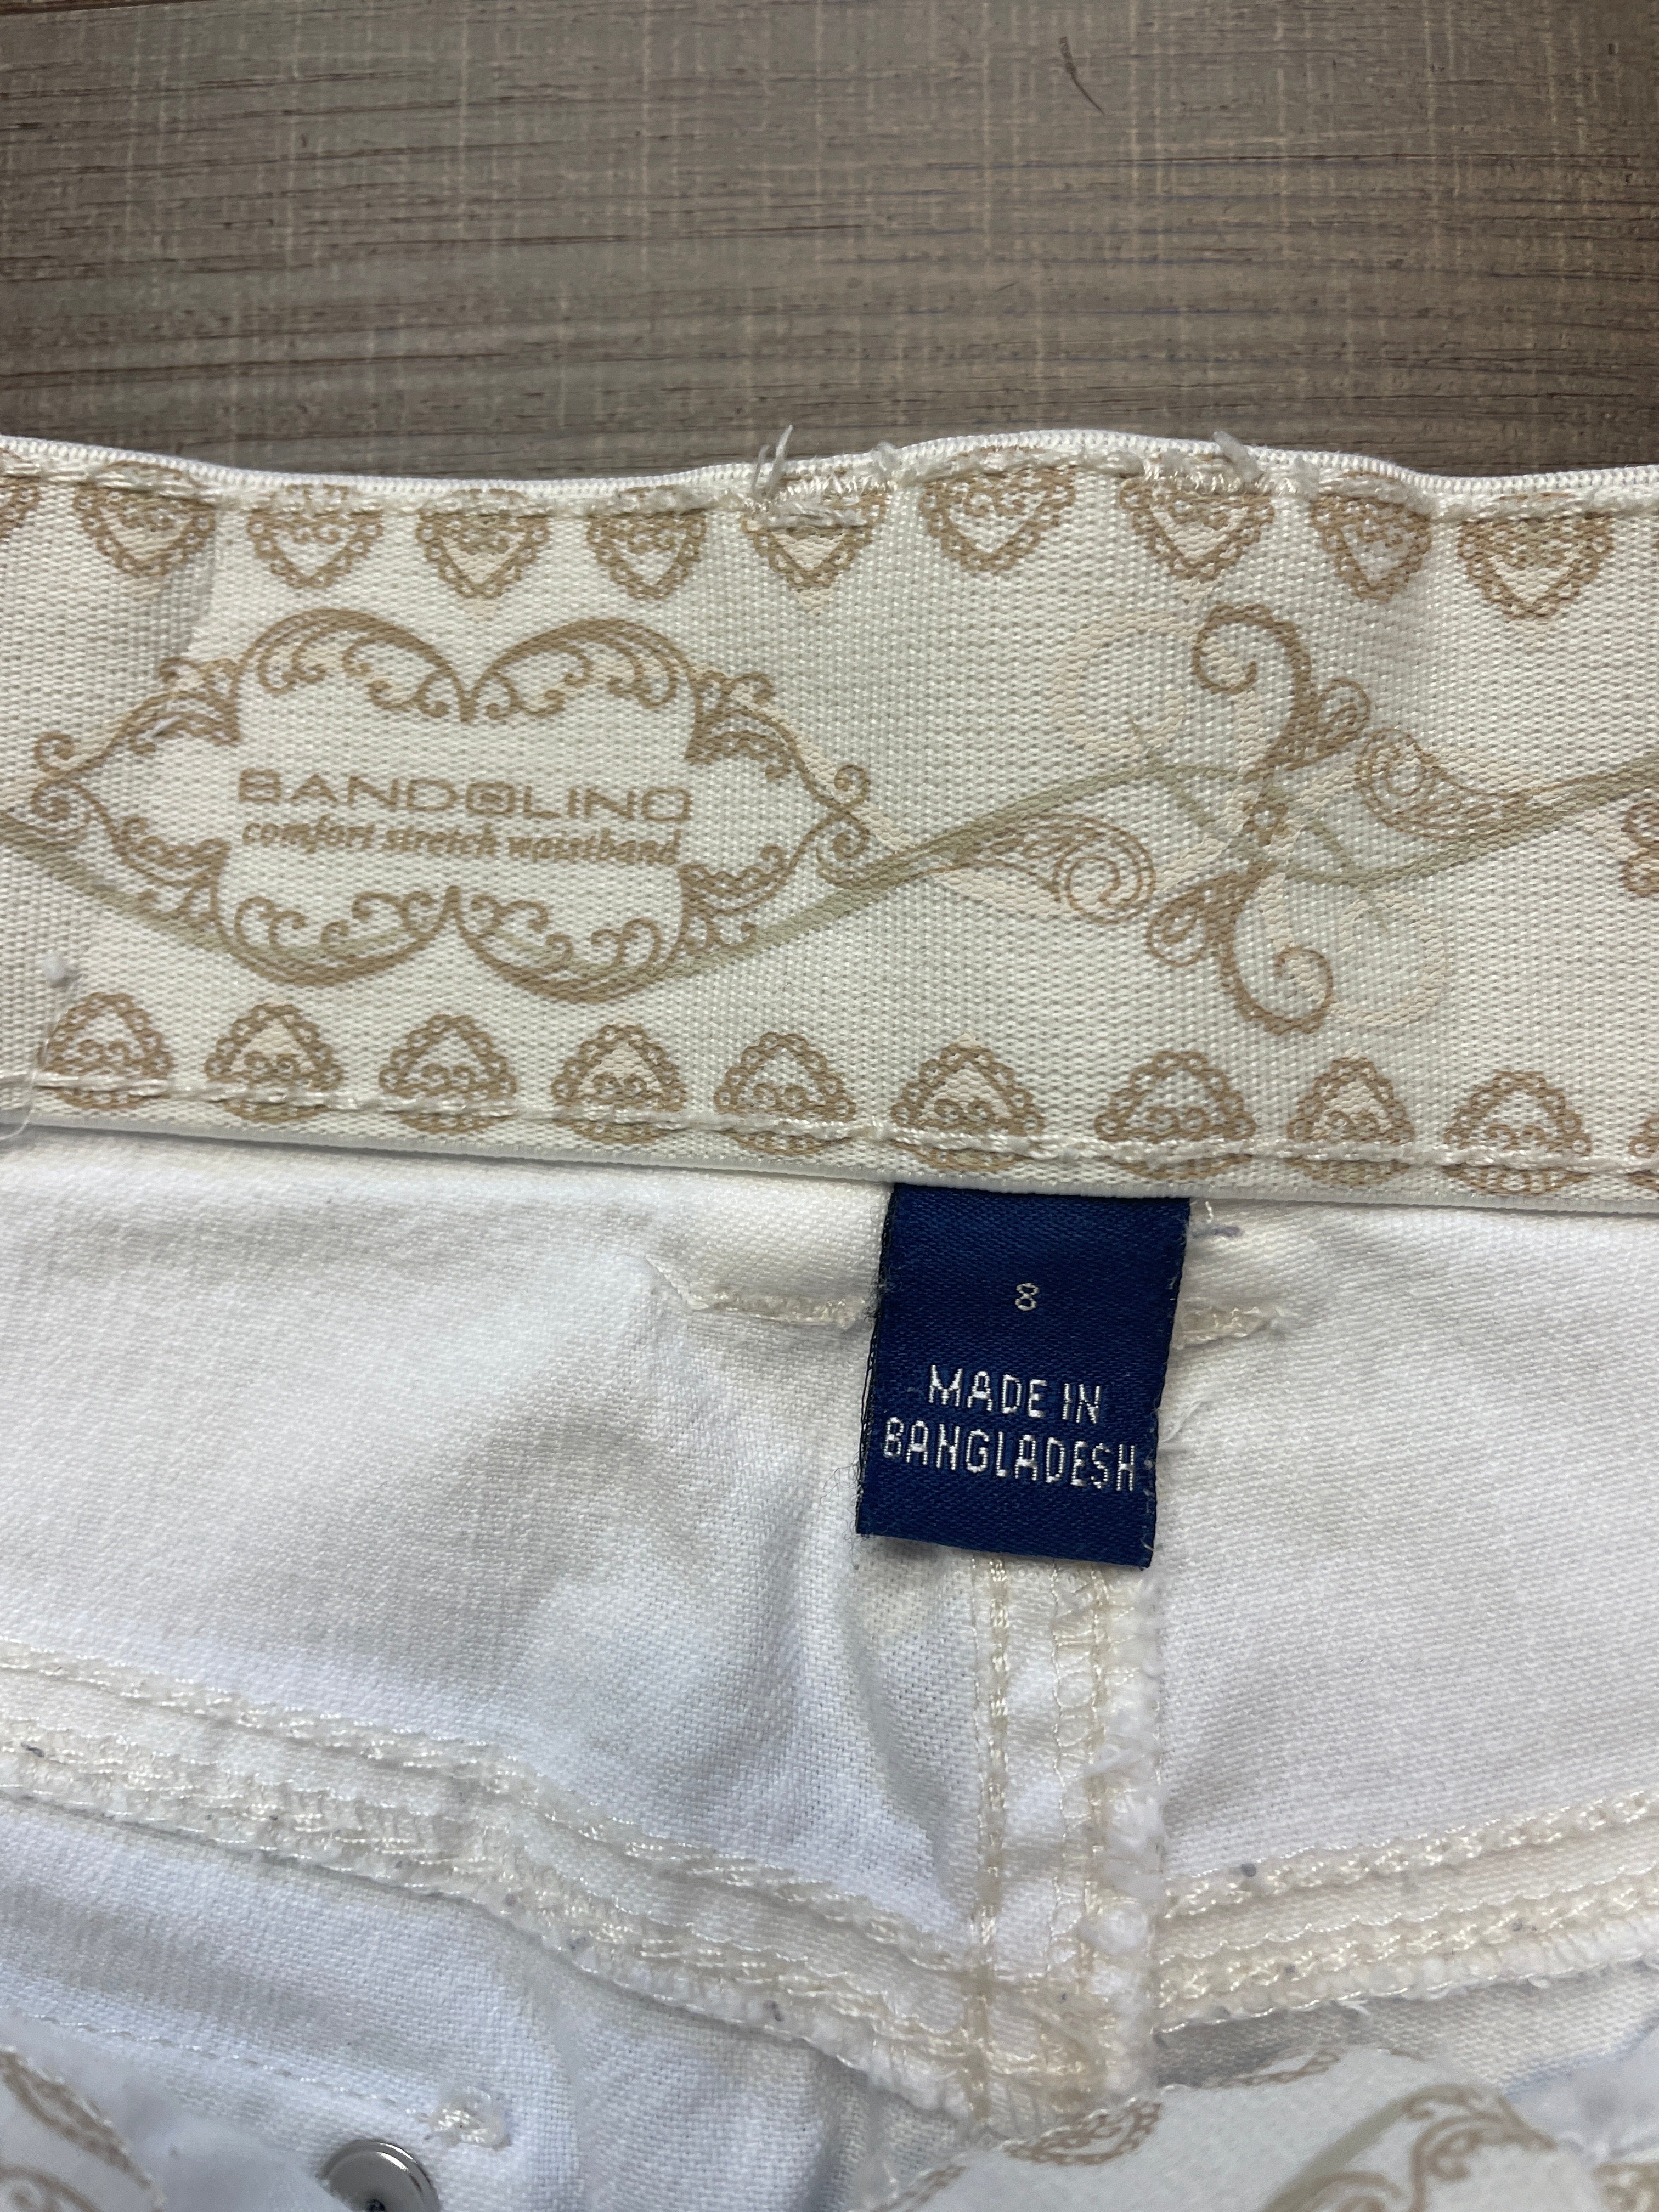 BANDOLINO
comfort stretch waistband
8
MADE IN
BANGLADESH